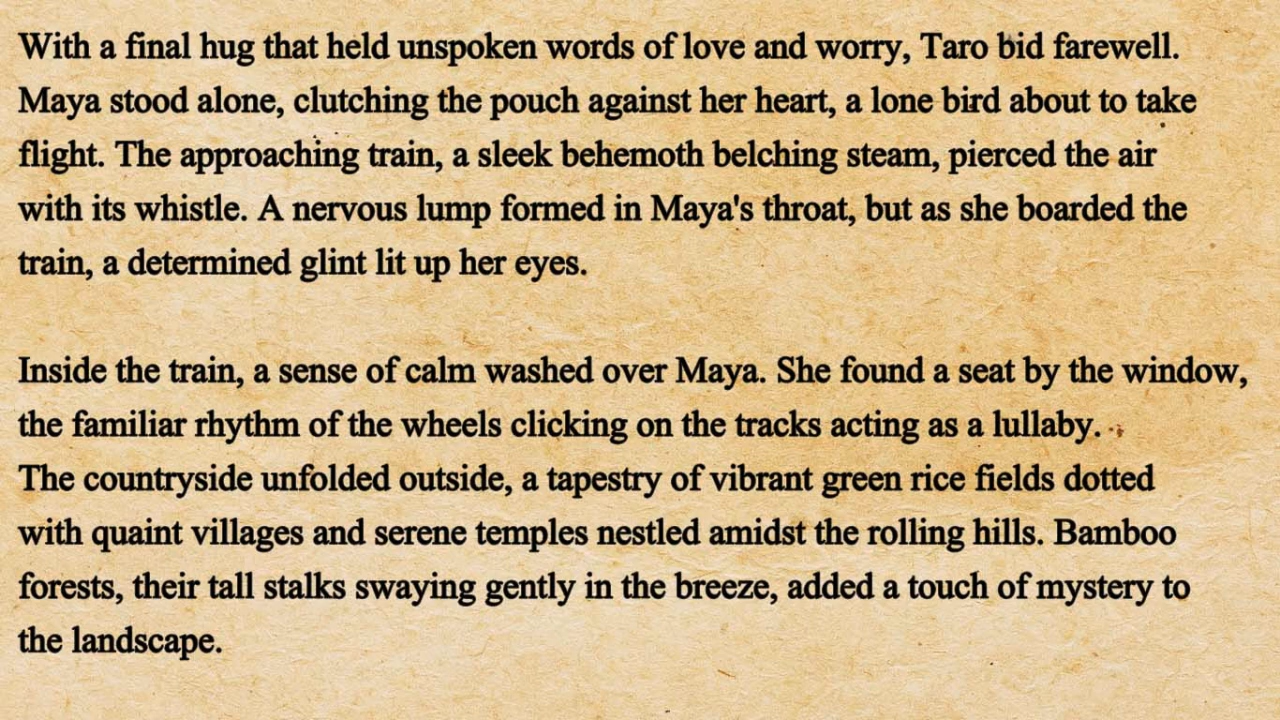 With a final hug that held unspoken words of love and worry, Taro bid farewell.
Maya stood alone, clutching the pouch against her heart, a lone bird about to take
flight. The approaching train, a sleek behemoth belching steam, pierced the air
with its whistle. A nervous lump formed in Maya's throat, but as she boarded the
train, a determined glint lit up her eyes.
Inside the train, a sense of calm washed over Maya. She found a seat by the window,
the familiar rhythm of the wheels clicking on the tracks acting as a lullaby.
The countryside unfolded outside, a tapestry of vibrant green rice fields dotted
with quaint villages and serene temples nestled amidst the rolling hills. Bamboo
forests, their tall stalks swaying gently in the breeze, added a touch of mystery to
the landscape.